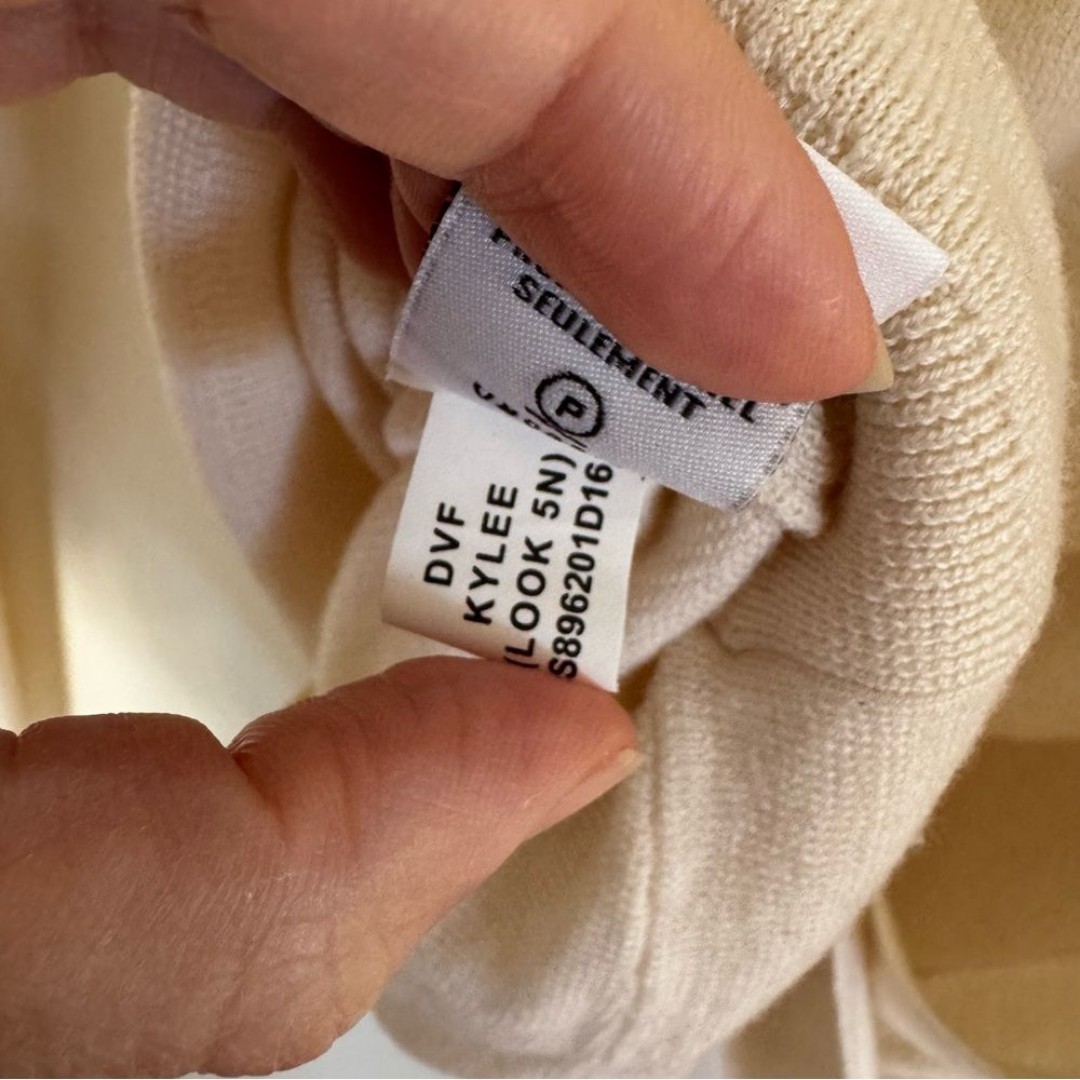 SEULEMENT
P
DVF
KYLEE
(LOOK 5N)
S896201D16